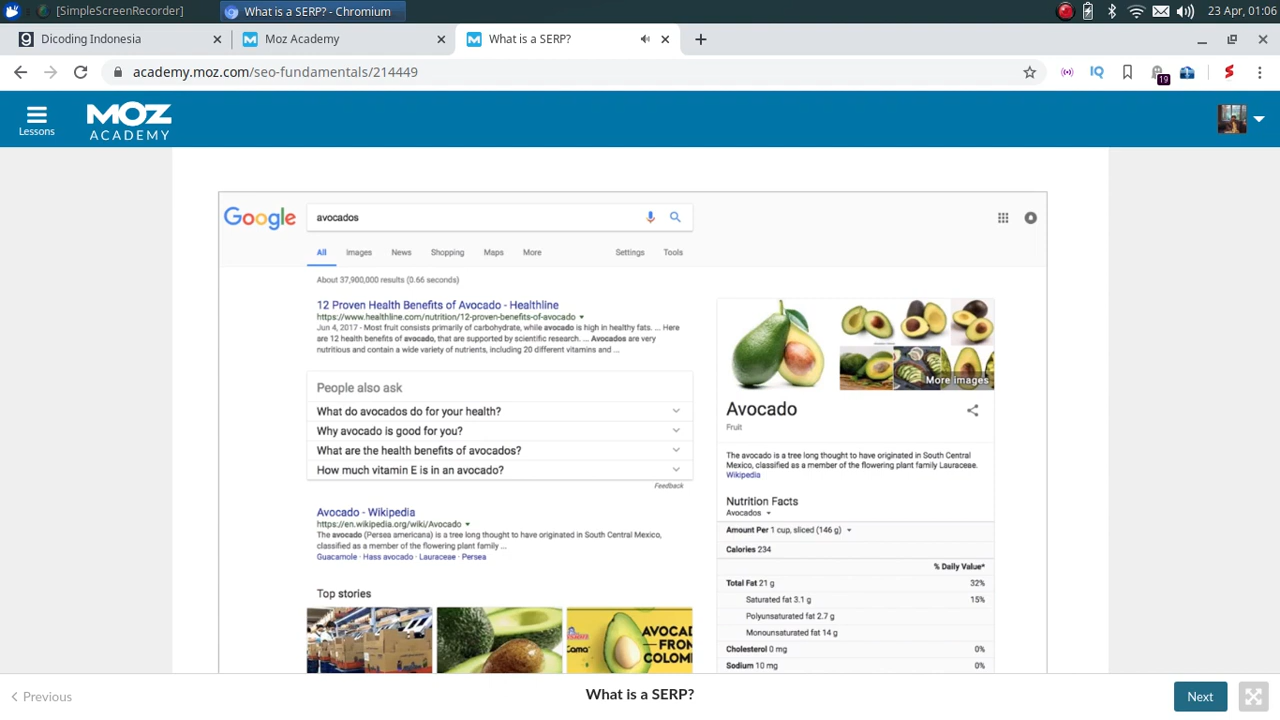 [SimpleScreenRecorder]
What is a SERP? - Chromium
23 Apr, 01:06
Dicoding Indonesia
Moz Academy
What is a SERP?
academy.moz.com/seo-fundamentals/214449
IQ
19
Lessons
MOZ
ACADEMY
Google
avocados
All Images News Shopping Maps More Settings Tools
About 37,900,000 results (0.66 seconds)
12 Proven Health Benefits of Avocado - Healthline
https://www.healthline.com/nutrition/12-proven-benefits-of-avocado
Jun 4, 2017 - Most fruit consists primarily of carbohydrate, while avocado is high in healthy fats. ... Here
are 12 health benefits of avocado, that are supported by scientific research. ... Avocados are very
nutritious and contain a wide variety of nutrients, including 20 different vitamins and ...
People also ask
What do avocados do for your health?
Why avocado is good for you?
What are the health benefits of avocados?
How much vitamin E is in an avocado?
Feedback
Avocado - Wikipedia
https://en.wikipedia.org/wiki/Avocado
The avocado (Persea americana) is a tree long thought to have originated in South Central Mexico,
classified as a member of the flowering plant family ...
Guacamole · Hass avocado · Lauraceae · Persea
Top stories
AVOCAD
FROM
COLOM
Cama
More images
Avocado
Fruit
The avocado is a tree long thought to have originated in South Central
Mexico, classified as a member of the flowering plant family Lauraceae.
Wikipedia
Nutrition Facts
Avocados
Amount Per 1 cup, sliced (146 g)
Calories 234
% Daily Value*
Total Fat 21 g 32%
Saturated fat 3.1 g 15%
Polyunsaturated fat 2.7 g
Monounsaturated fat 14 g
Cholesterol 0 mg 0%
Sodium 10 mg 0%
Previous
What is a SERP?
Next